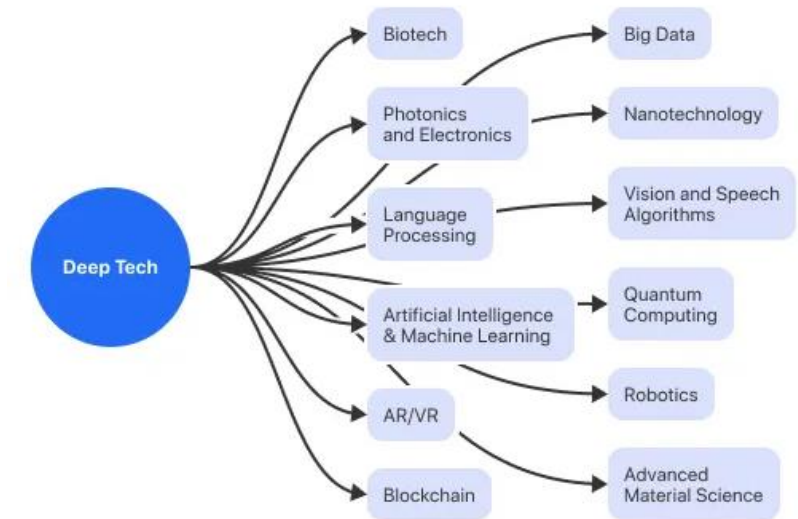 Deep Tech
Biotech
Photonics
and Electronics
Language
Processing
Artificial Intelligence
& Machine Learning
AR/VR
Blockchain
Big Data
Nanotechnology
Vision and Speech
Algorithms
Quantum
Computing
Robotics
Advanced
Material Science